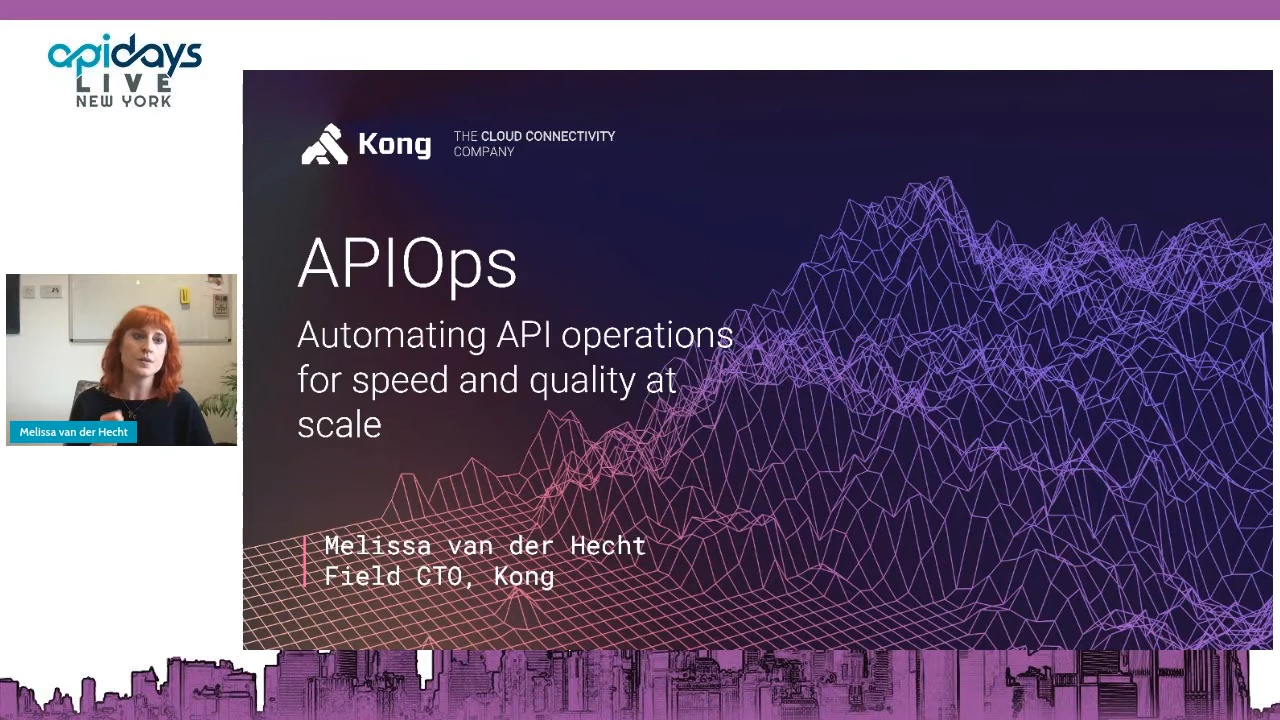 apidays
LIVE
NEW YORK
Kong
THE CLOUD CONNECTIVITY
COMPANY
APIOps
Automating API operations
for speed and quality at
scale
Melissa van der Hecht
Melissa van der Hecht
Field CTO, Kong